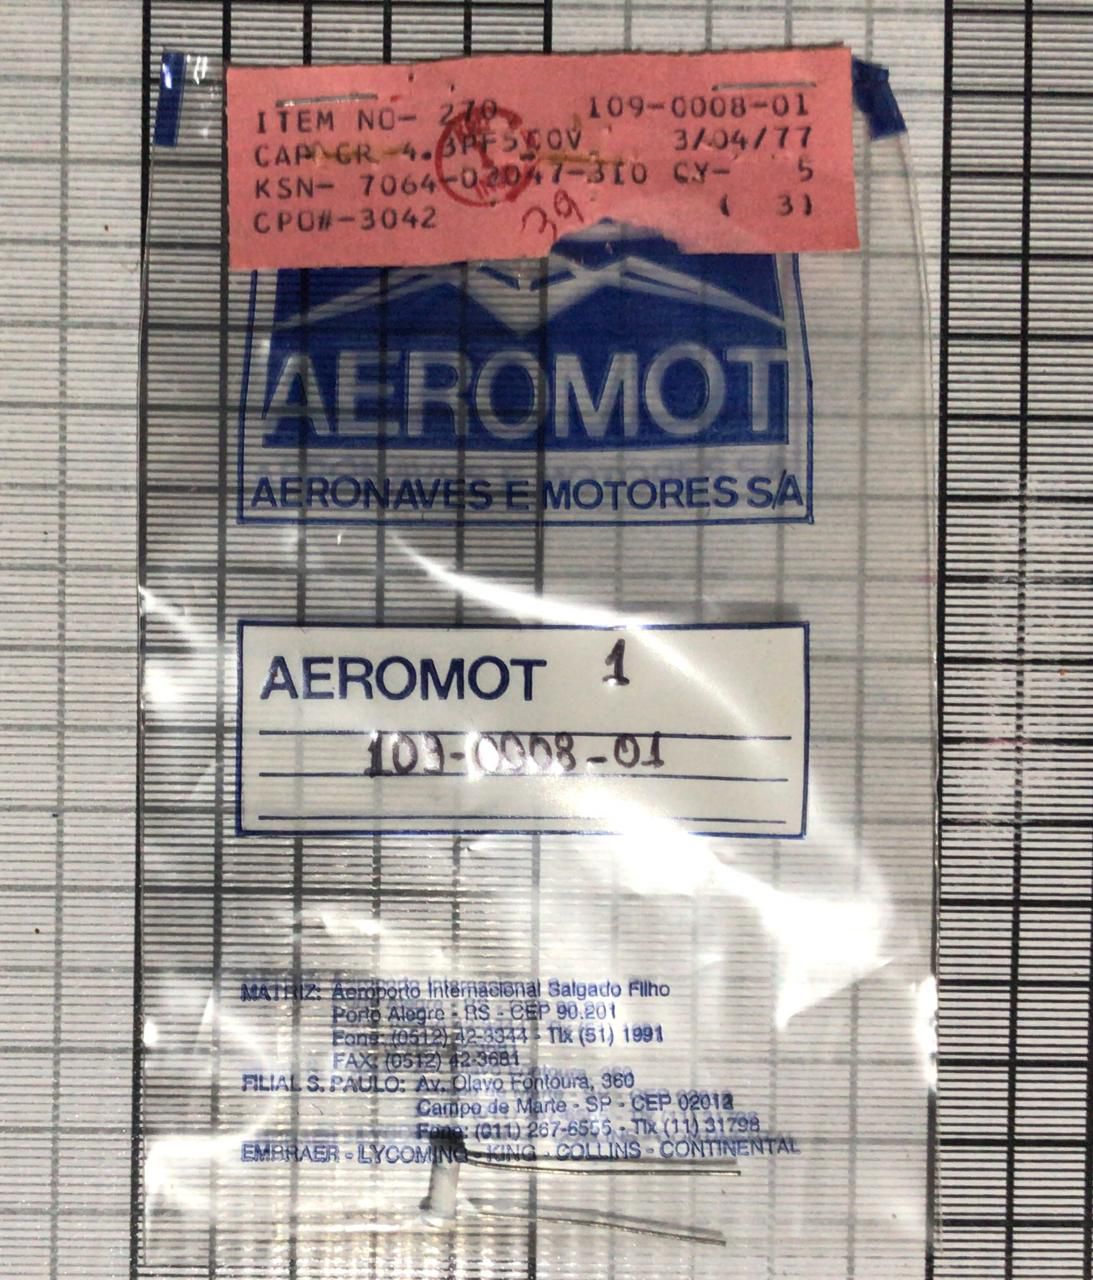 ITEM NO- 270 109-0008-01
CAP CR 4.3PF5 COV 3/04/77
KSN- 7064-02047-310 CY- 5
CPO#-3042 ( 3)
39
AEROMOT
AERONAVES E MOTORES S/A
AEROMOT 1
109-0008-01
MATRIZ: Aeroporto Internacional Salgado Filho
Porto Alegre - RS - CEP 90.201
Fone: (0512) 42-3344 - Tlx (51) 1991
FAX: (0512) 42-3681
FILIAL S. PAULO: Av. Olavo Fontoura, 360
Campo de Marte - SP - CEP 02012
Fone: (011) 267-6555 - Tlx (11) 31798
EMBRAER - LYCOMING - KING - COLLINS - CONTINENTAL